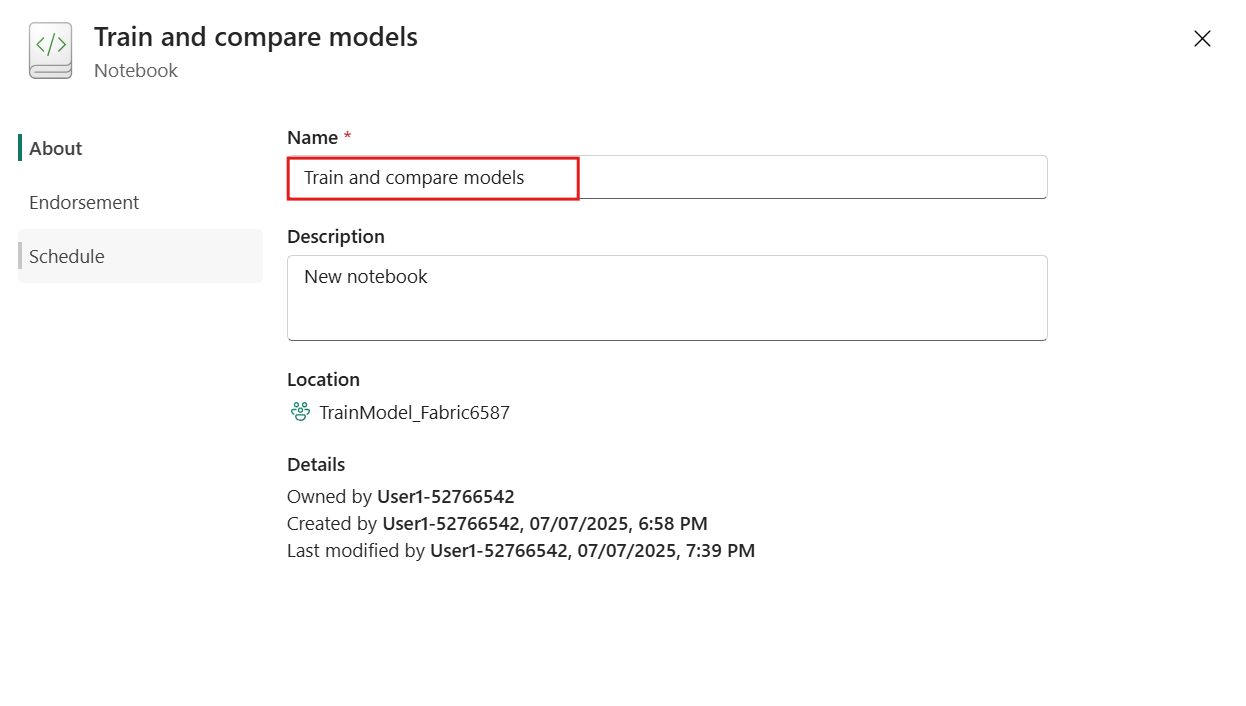 Train and compare models
Notebook
About
Endorsement
Schedule
Name *
Train and compare models
Description
New notebook
Location
TrainModel_Fabric6587
Details
Owned by User1-52766542
Created by User1-52766542, 07/07/2025, 6:58 PM
Last modified by User1-52766542, 07/07/2025, 7:39 PM